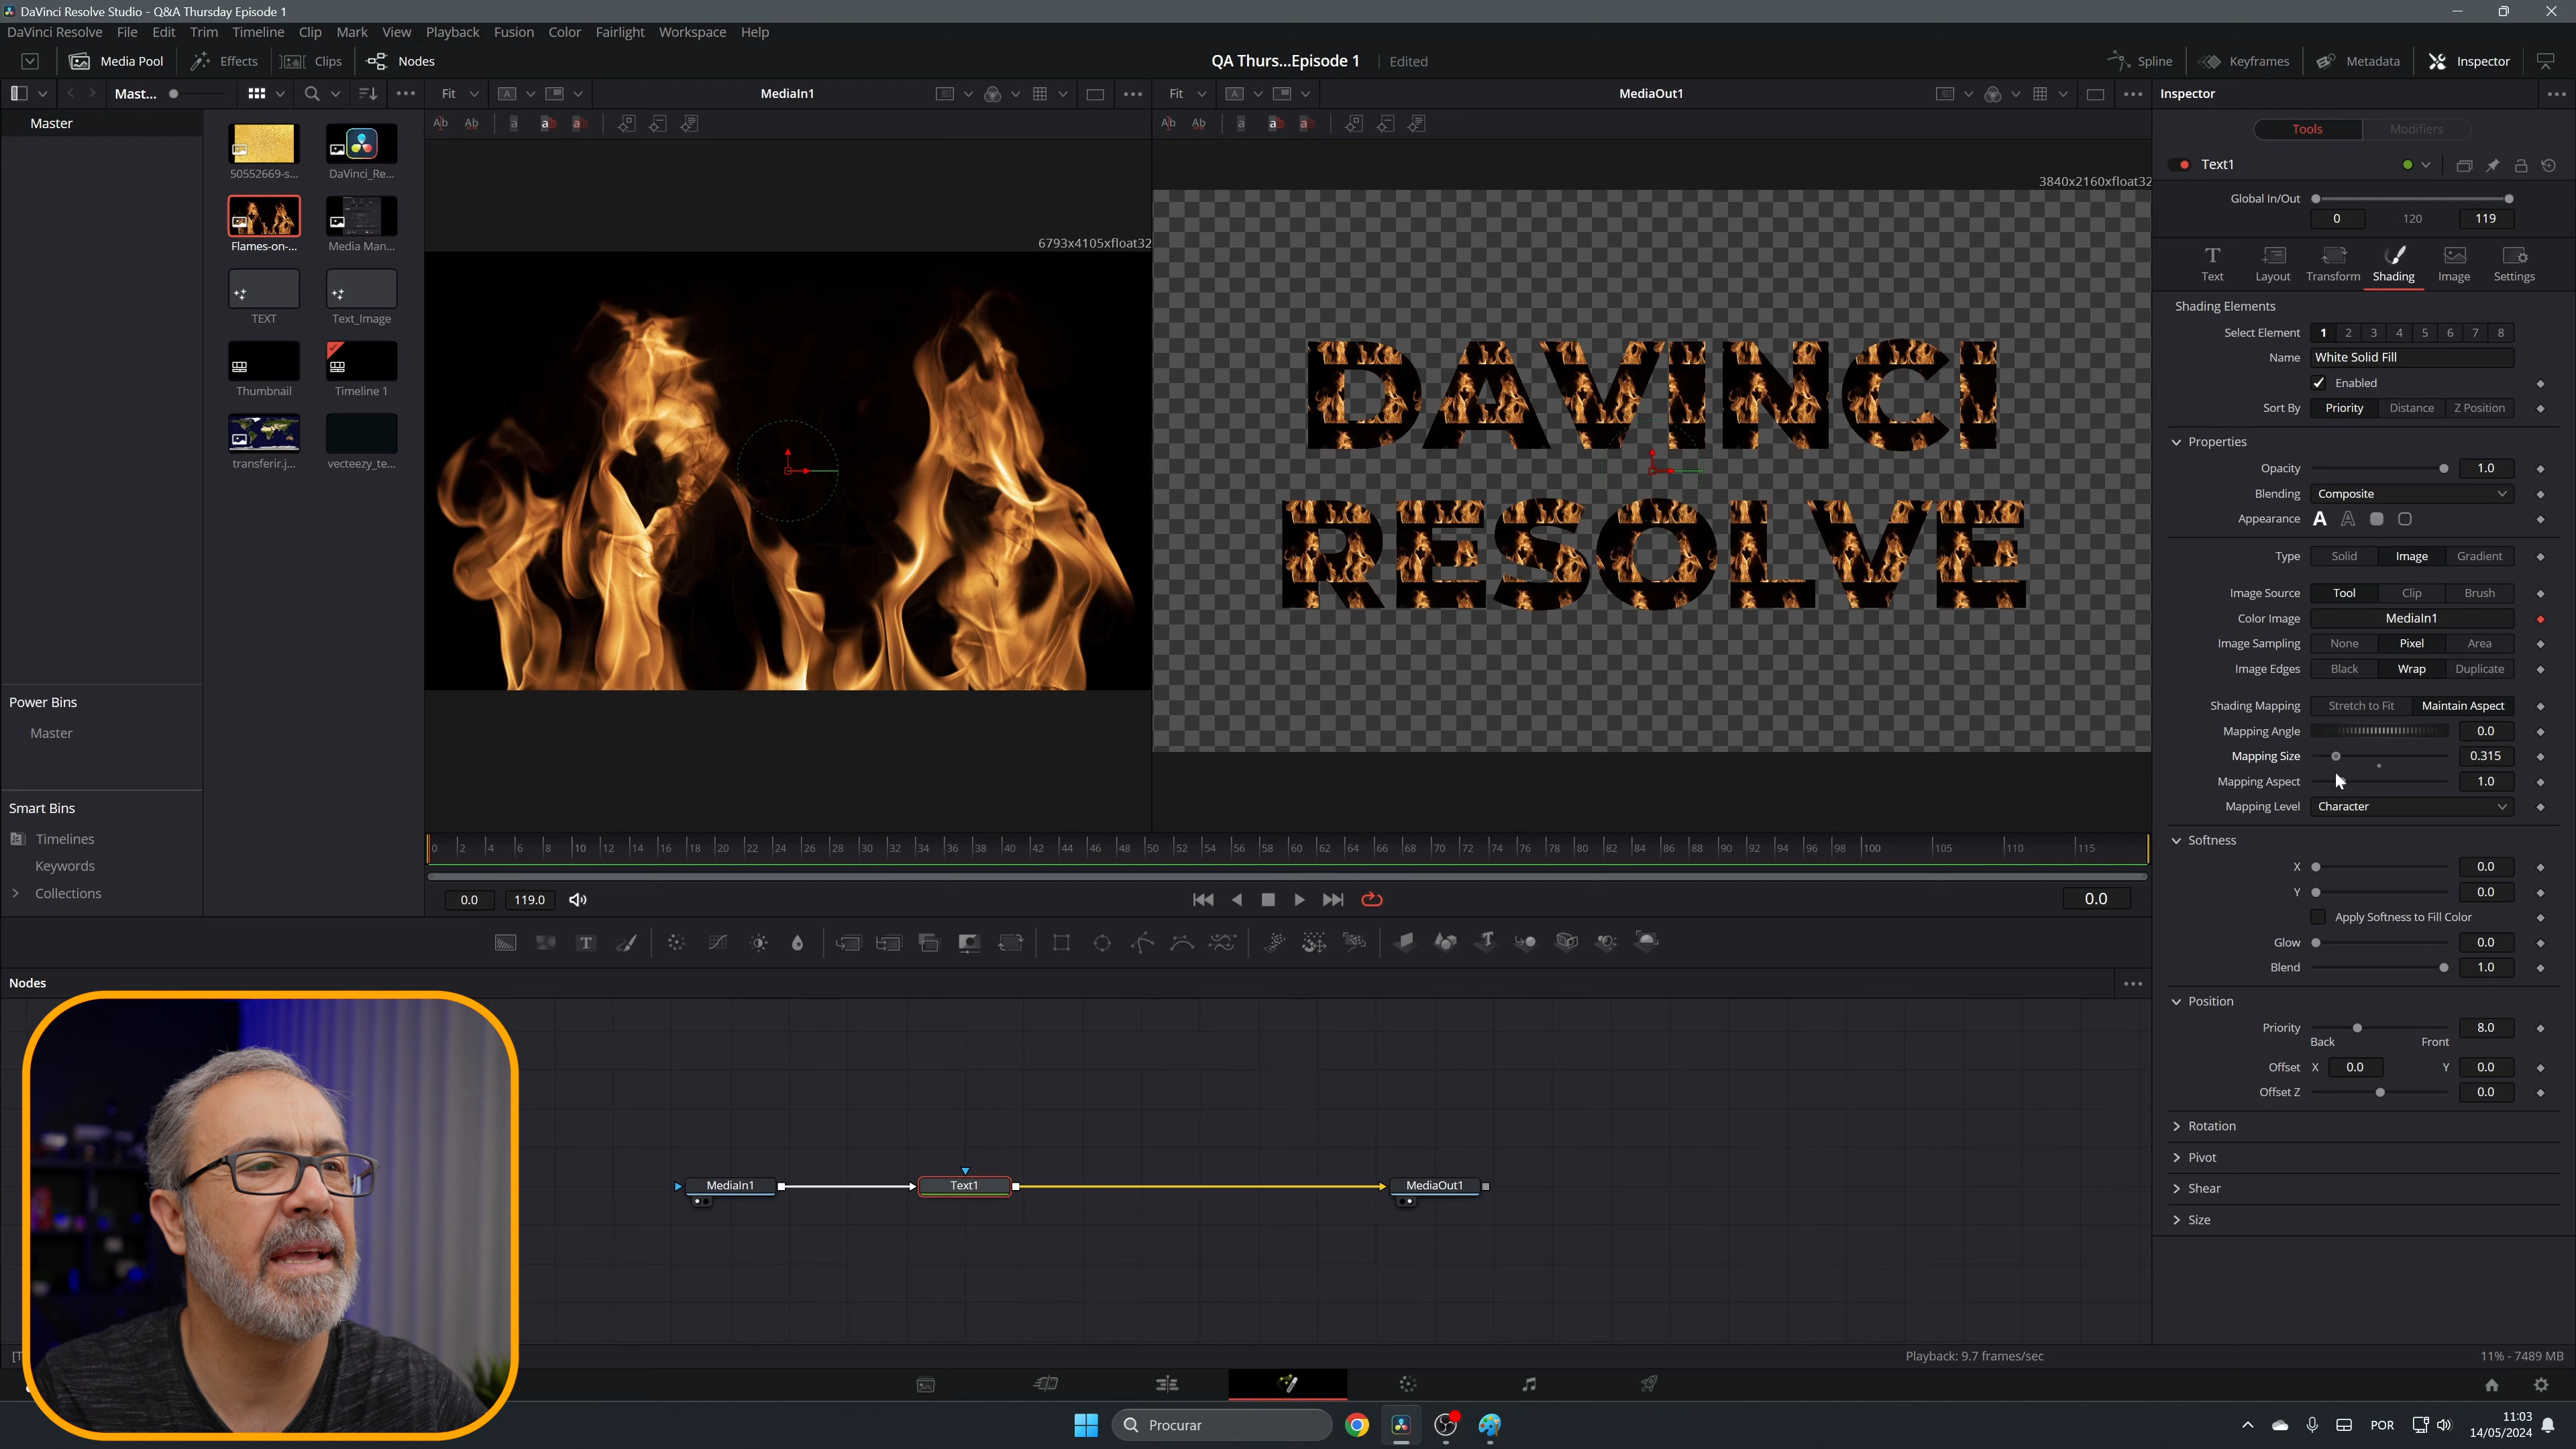 DaVinci Resolve Studio - Q&A Thursday Episode 1
DaVinci Resolve File Edit Trim Timeline Clip Mark View Playback Fusion Color Fairlight Workspace Help
Media Pool Effects Clips Nodes QA Thurs...Episode 1 Edited Spline Keyframes Metadata Inspector
Mast... Fit A MediaIn1 Fit A MediaOut1 Inspector
Master
50552669-s... DaVinci_Re...
Flames-on-... Media Man...
TEXT Text_Image
Thumbnail Timeline 1
transferir.j... vecteezy_te...
Power Bins
Master
Smart Bins
Timelines
Keywords
Collections
6793x4105xfloat32
3840x2160xfloat32
DAVINCI
RESOLVE
Tools Modifiers
Text1
Global In/Out
0 120 119
Text Layout Transform Shading Image Settings
Shading Elements
Select Element 1 2 3 4 5 6 7 8
Name White Solid Fill
Enabled
Sort By Priority Distance Z Position
Properties
Opacity 1.0
Blending Composite
Appearance A A
Type Solid Image Gradient
Image Source Tool Clip Brush
Color Image MediaIn1
Image Sampling None Pixel Area
Image Edges Black Wrap Duplicate
Shading Mapping Stretch to Fit Maintain Aspect
Mapping Angle 0.0
Mapping Size 0.315
Mapping Aspect 1.0
Mapping Level Character
Softness
X 0.0
Y 0.0
Apply Softness to Fill Color
Glow 0.0
Blend 1.0
Position
Priority 8.0
Back Front
Offset X 0.0 Y 0.0
Offset Z 0.0
Rotation
Pivot
Shear
Size
0 2 4 6 8 10 12 14 16 18 20 22 24 26 28 30 32 34 36 38 40 42 44 46 48 50 52 54 56 58 60 62 64 66 68 70 72 74 76 78 80 82 84 86 88 90 92 94 96 98 100 105 110 115
0.0 119.0 0.0
Nodes
MediaIn1 Text1 MediaOut1
Playback: 9.7 frames/sec 11% - 7489 MB
Procurar
POR
11:03
14/05/2024